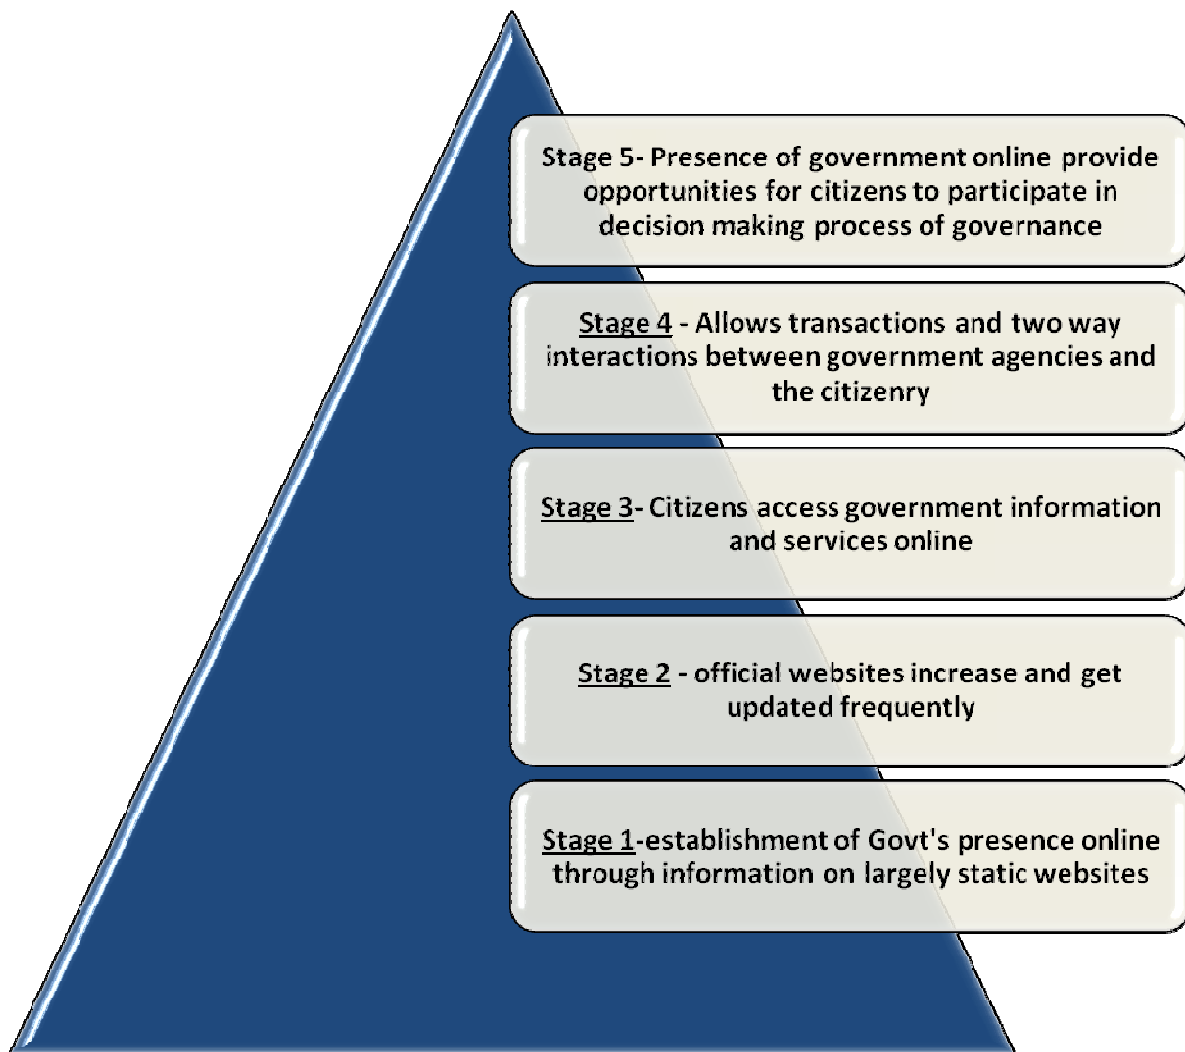 Stage 5- Presence of government online provide
opportunities for citizens to participate in
decision making process of governance
Stage 4 - Allows transactions and two way
interactions between government agencies and
the citizenry
Stage 3- Citizens access government information
and services online
Stage 2 - official websites increase and get
updated frequently
Stage 1-establishment of Govt's presence online
through information on largely static websites